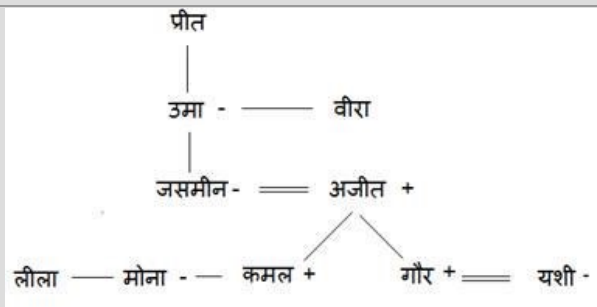 प्रीत
उमा - वीरा
जसमीन - अजीत +
लीला मोना - कमल + गौर + यशी -